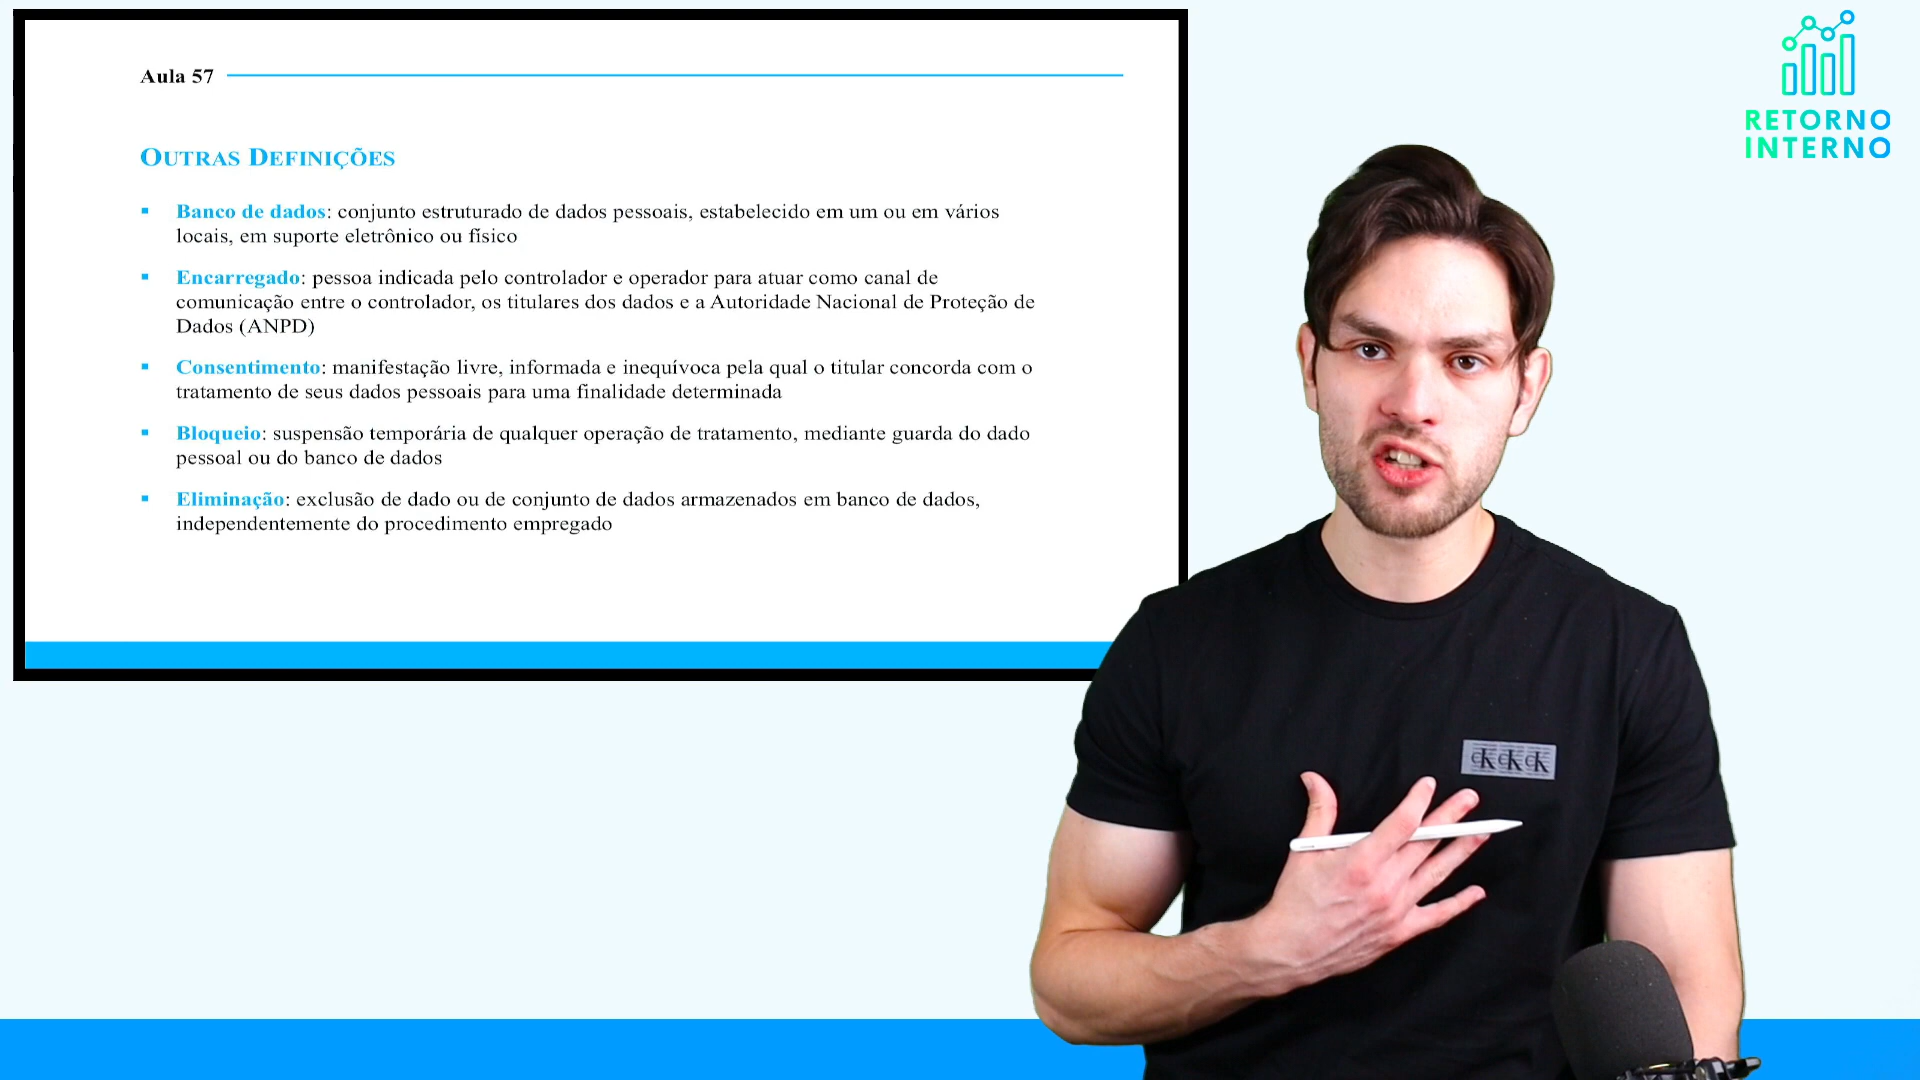 Aula 57
OUTRAS DEFINIÇÕES
▪ Banco de dados: conjunto estruturado de dados pessoais, estabelecido em um ou em vários
locais, em suporte eletrônico ou físico
▪ Encarregado: pessoa indicada pelo controlador e operador para atuar como canal de
comunicação entre o controlador, os titulares dos dados e a Autoridade Nacional de Proteção de
Dados (ANPD)
▪ Consentimento: manifestação livre, informada e inequívoca pela qual o titular concorda com o
tratamento de seus dados pessoais para uma finalidade determinada
▪ Bloqueio: suspensão temporária de qualquer operação de tratamento, mediante guarda do dado
pessoal ou do banco de dados
▪ Eliminação: exclusão de dado ou de conjunto de dados armazenados em banco de dados,
independentemente do procedimento empregado
RETORNO
INTERNO
cK cK cK